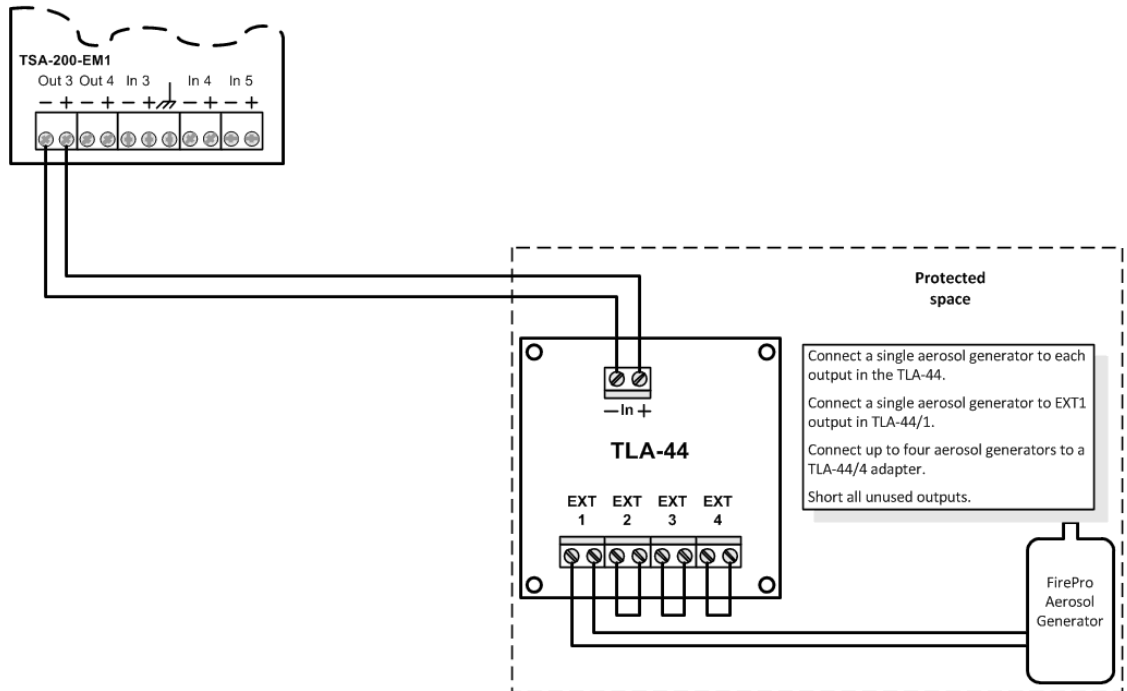 TSA-200-EM1
Out 3 Out 4 In 3 In 4 In 5
− + − + − + − + − +
Protected
space
Connect a single aerosol generator to each
output in the TLA-44.
Connect a single aerosol generator to EXT1
output in TLA-44/1.
Connect up to four aerosol generators to a
TLA-44/4 adapter.
Short all unused outputs.
−In +
TLA-44
EXT EXT EXT EXT
1 2 3 4
FirePro
Aerosol
Generator